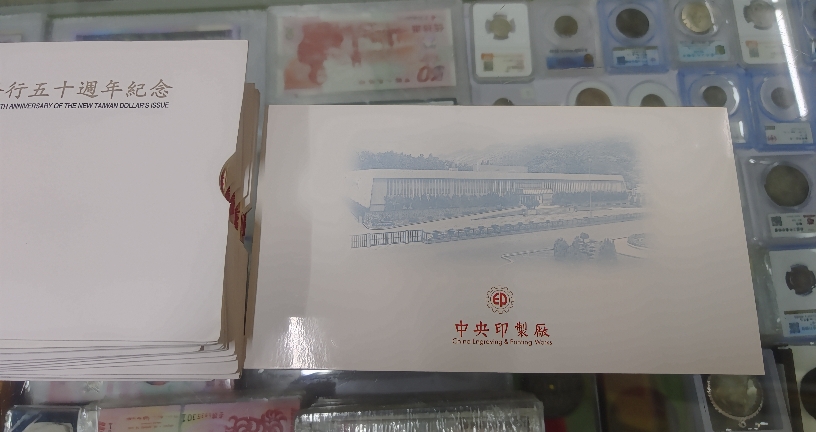 行五十週年紀念
TH ANNIVERSARY OF THE NEW TAIWAN DOLLAR'S ISSUE
EP
中央印製廠
China Engraving & Printing Works